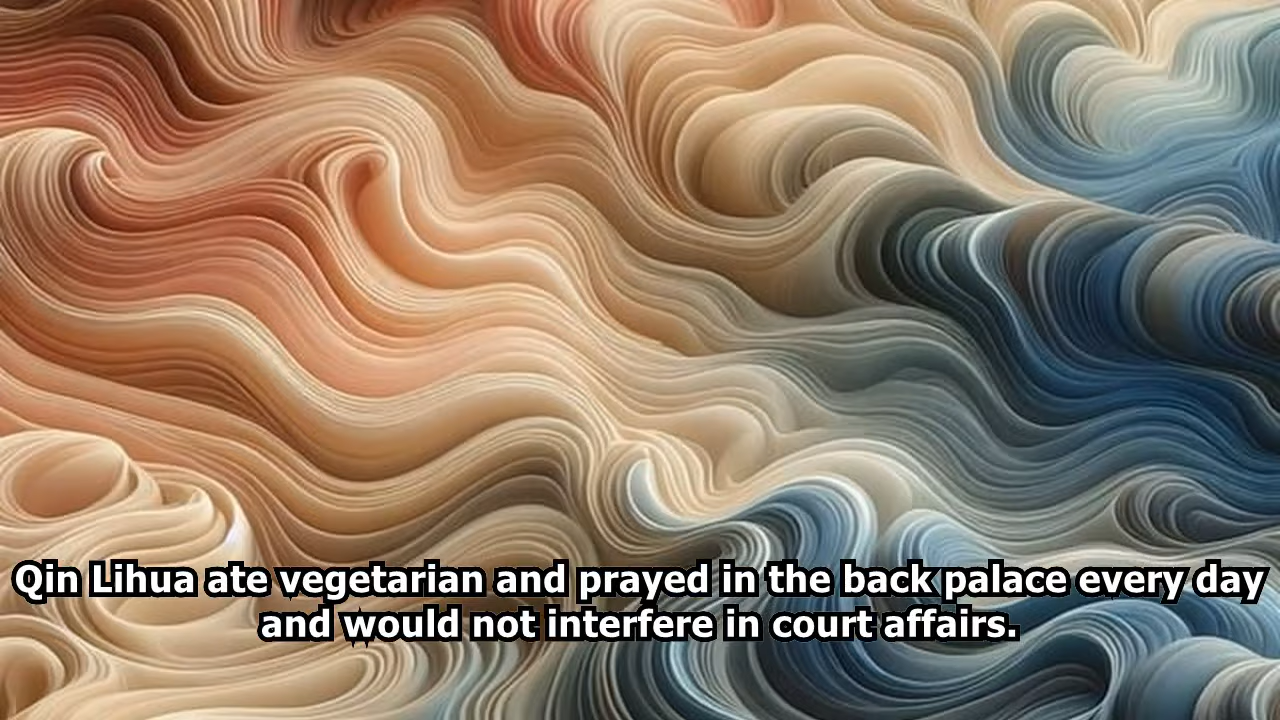 Qin Lihua ate vegetarian and prayed in the back palace every day
and would not interfere in court affairs.